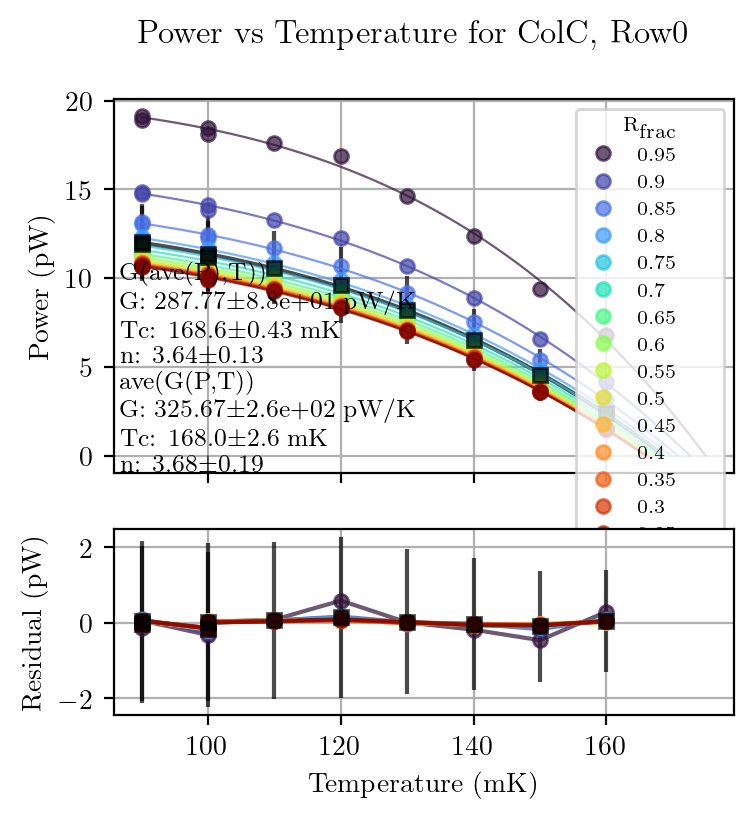 Power vs Temperature for ColC, Row0
Power (pW)
20
15
10
5
0
G(ave(P),T))
G: 287.77±8.8e+01 pW/K
Tc: 168.6±0.43 mK
n: 3.64±0.13
ave(G(P,T))
G: 325.67±2.6e+02 pW/K
Tc: 168.0±2.6 mK
n: 3.68±0.19
R_frac
0.95
0.9
0.85
0.8
0.75
0.7
0.65
0.6
0.55
0.5
0.45
0.4
0.35
0.3
Residual (pW)
2
0
−2
100 120 140 160
Temperature (mK)